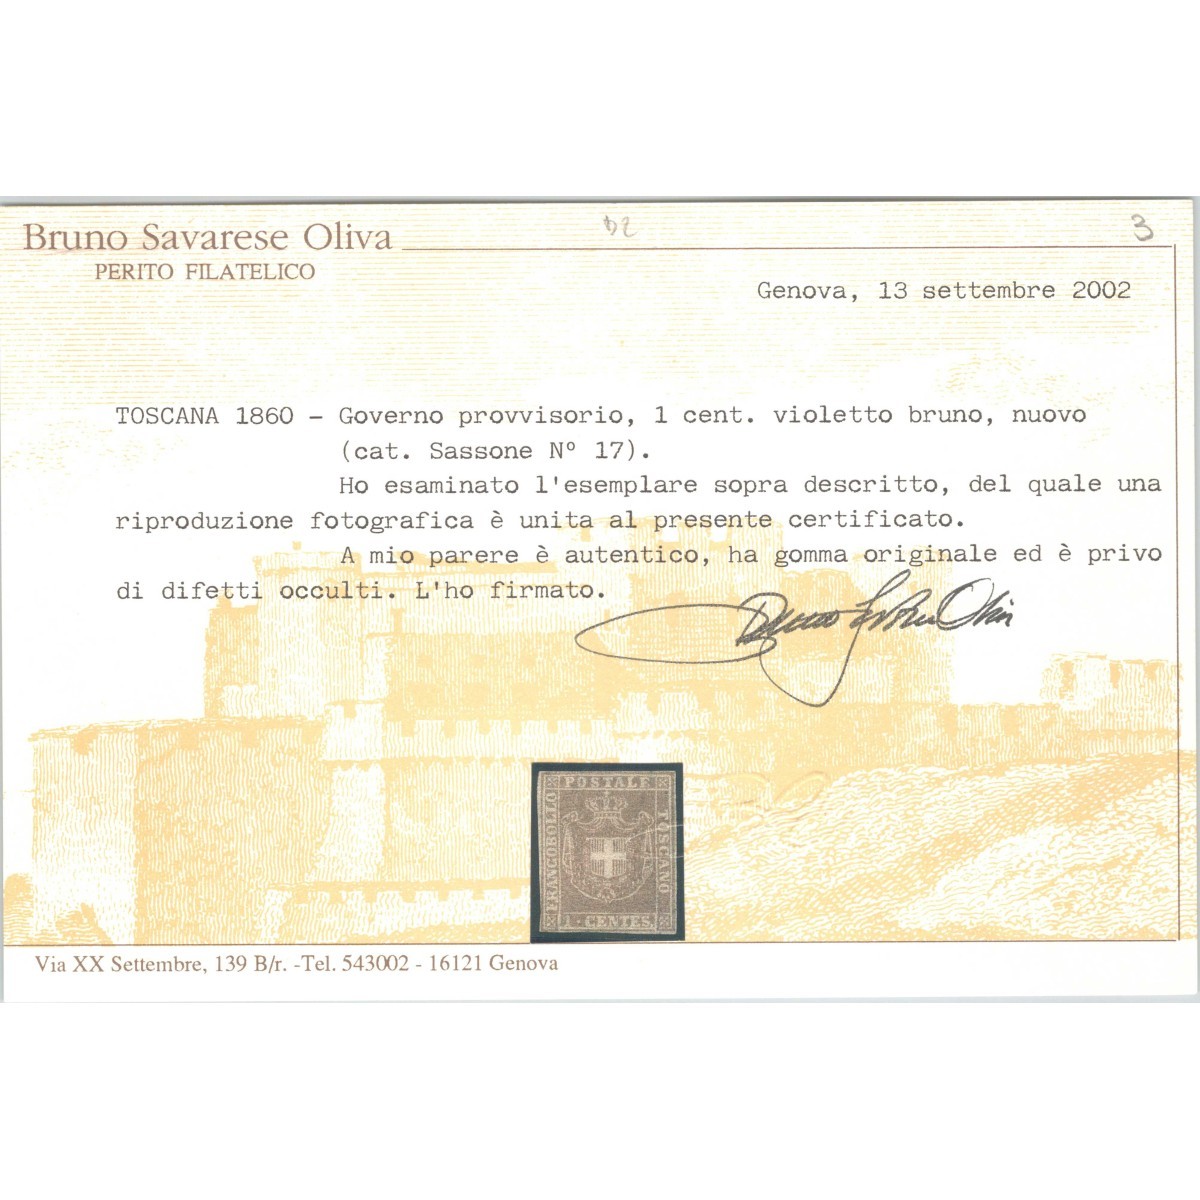 24
3
Bruno Savarese Oliva
PERITO FILATELICO
Genova, 13 settembre 2002
TOSCANA 1860 - Governo provvisorio, 1 cent. violetto bruno, nuovo
(cat. Sassone N° 17).
Ho esaminato l'esemplare sopra descritto, del quale una
riproduzione fotografica è unita al presente certificato.
A mio parere è autentico, ha gomma originale ed è privo
di difetti occulti. L'ho firmato.
POSTALE
FRANCOBOLLO
TOSCANO
1 · CENTES.
Via XX Settembre, 139 B/r. -Tel. 543002 - 16121 Genova